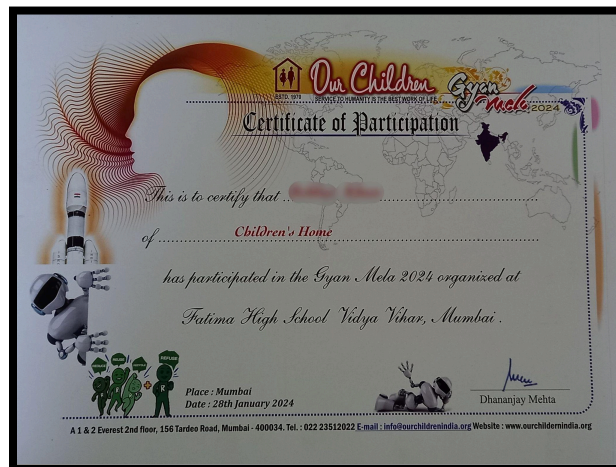 ESTD. 1978
Our Children
SERVICE TO HUMANITY IS THE BEST WORK OF LIFE
Gyan
Mela 2024
Certificate of Participation
This is to certify that
of Children's Home
has participated in the Gyan Mela 2024 organized at
Fatima High School Vidya Vihar, Mumbai .
REFUSE
R
Place : Mumbai
Date : 28th January 2024
Dhananjay Mehta
A 1 & 2 Everest 2nd floor, 156 Tardeo Road, Mumbai - 400034. Tel. : 022 23512022 E-mail : info@ourchildrenindia.org Website : www.ourchildernindia.org